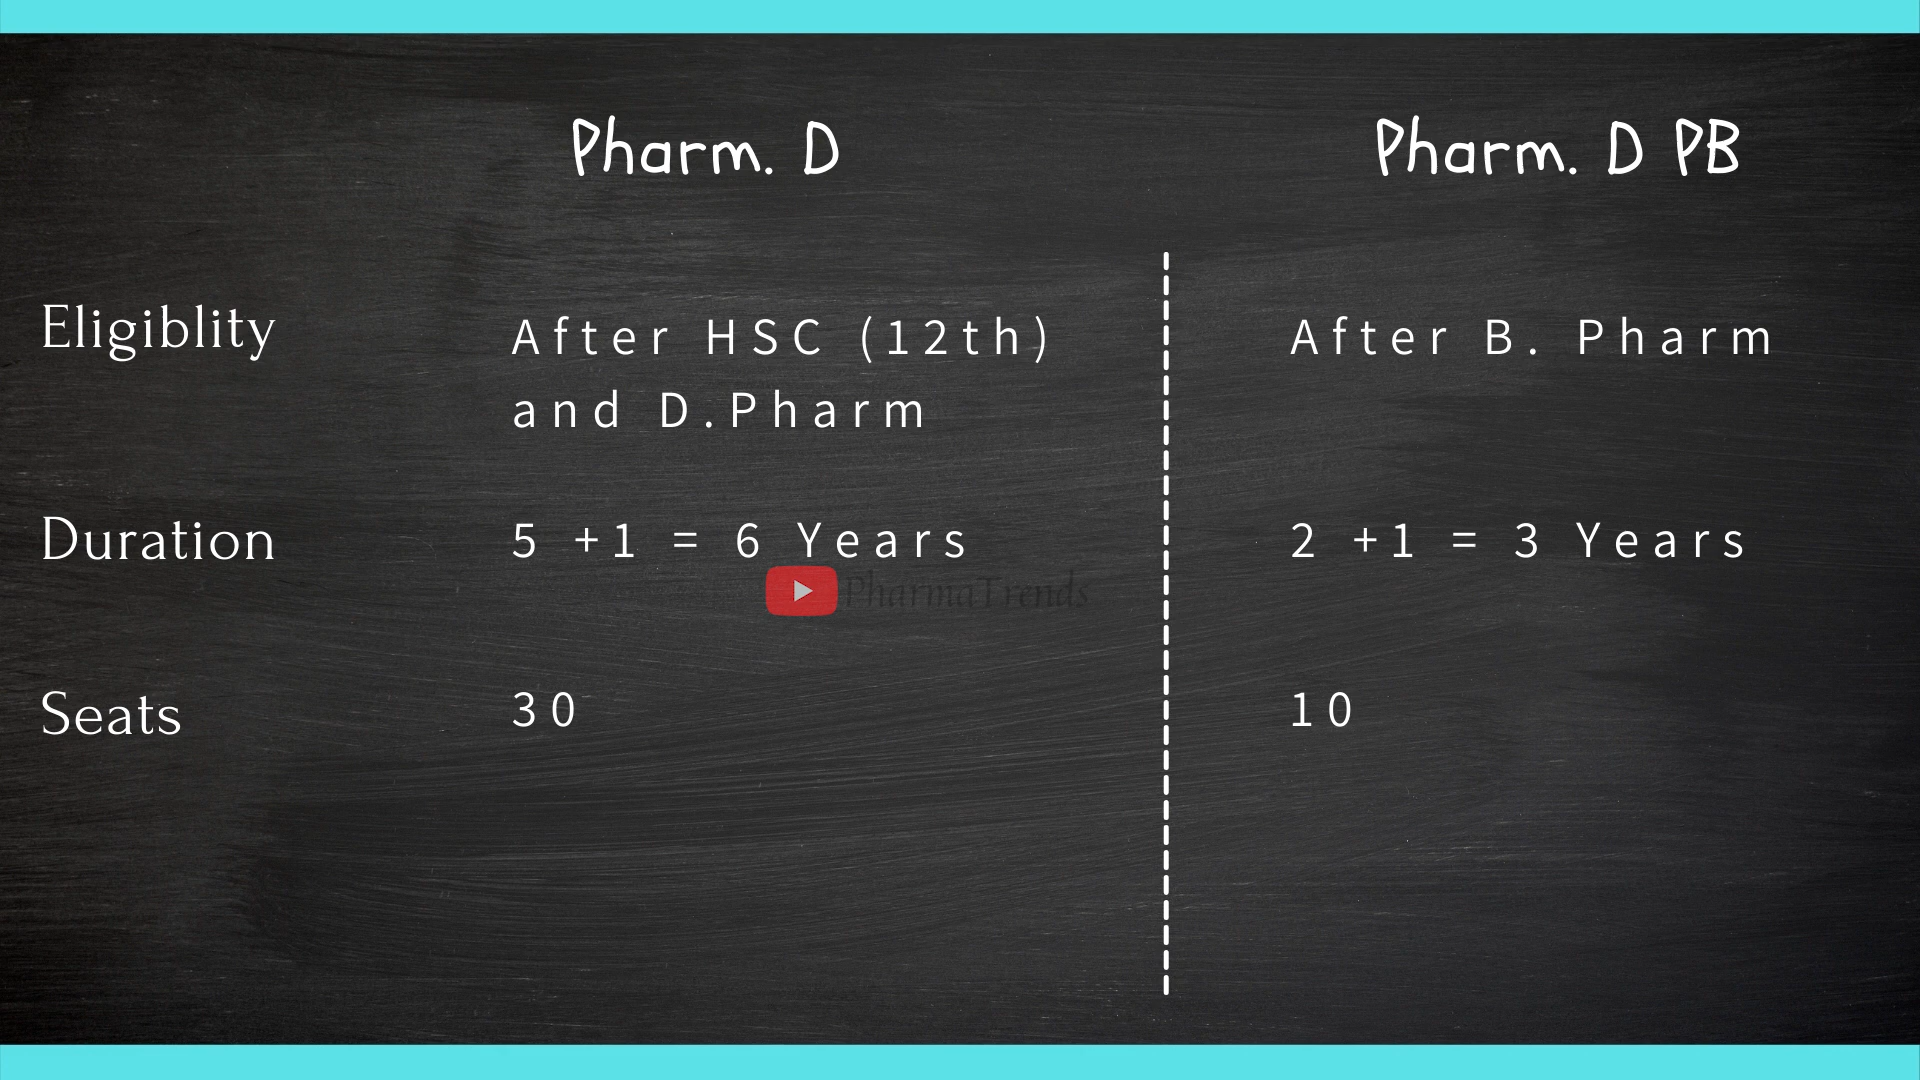 Pharm. D
Pharm. D PB
Eligiblity
After HSC (12th)
and D.Pharm
After B. Pharm
Duration
5 +1 = 6 Years
2 +1 = 3 Years
PharmaTrends
Seats
30
10